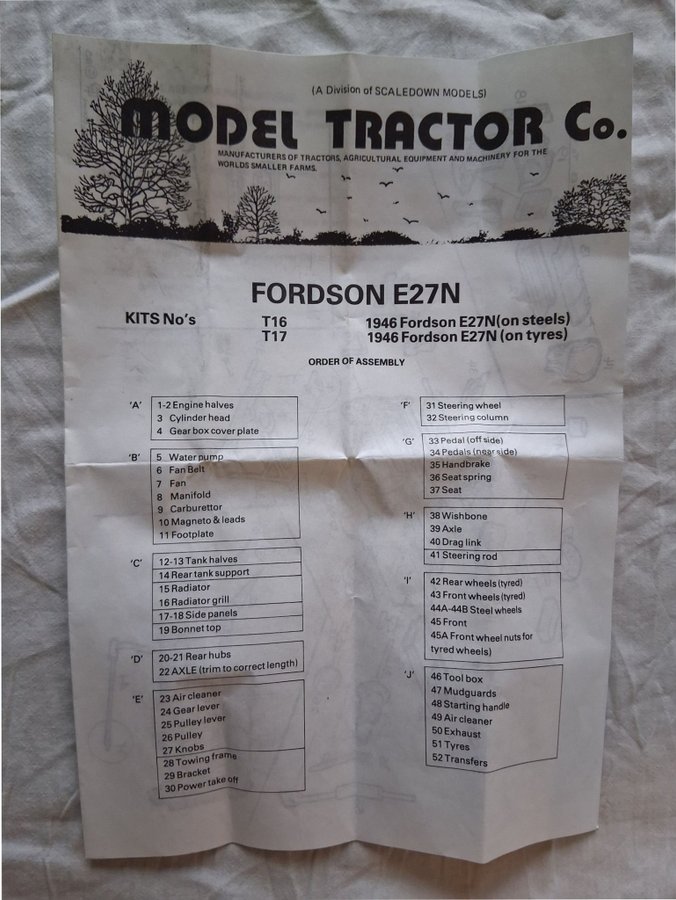 (A Division of SCALEDOWN MODELS)
MODEL TRACTOR Co.
MANUFACTURERS OF TRACTORS, AGRICULTURAL EQUIPMENT AND MACHINERY FOR THE
WORLDS SMALLER FARMS.
FORDSON E27N
KITS No's T16 1946 Fordson E27N(on steels)
T17 1946 Fordson E27N (on tyres)
ORDER OF ASSEMBLY
'A' 1-2 Engine halves
3 Cylinder head
4 Gear box cover plate
'B' 5 Water pump
6 Fan Belt
7 Fan
8 Manifold
9 Carburettor
10 Magneto & leads
11 Footplate
'C' 12-13 Tank halves
14 Rear tank support
15 Radiator
16 Radiator grill
17-18 Side panels
19 Bonnet top
'D' 20-21 Rear hubs
22 AXLE (trim to correct length)
'E' 23 Air cleaner
24 Gear lever
25 Pulley lever
26 Pulley
27 Knobs
28 Towing frame
29 Bracket
30 Power take off
'F' 31 Steering wheel
32 Steering column
'G' 33 Pedal (off side)
34 Pedals (near side)
35 Handbrake
36 Seat spring
37 Seat
'H' 38 Wishbone
39 Axle
40 Drag link
41 Steering rod
'I' 42 Rear wheels (tyred)
43 Front wheels (tyred)
44A-44B Steel wheels
45 Front
45A Front wheel nuts for
tyred wheels)
'J' 46 Tool box
47 Mudguards
48 Starting handle
49 Air cleaner
50 Exhaust
51 Tyres
52 Transfers